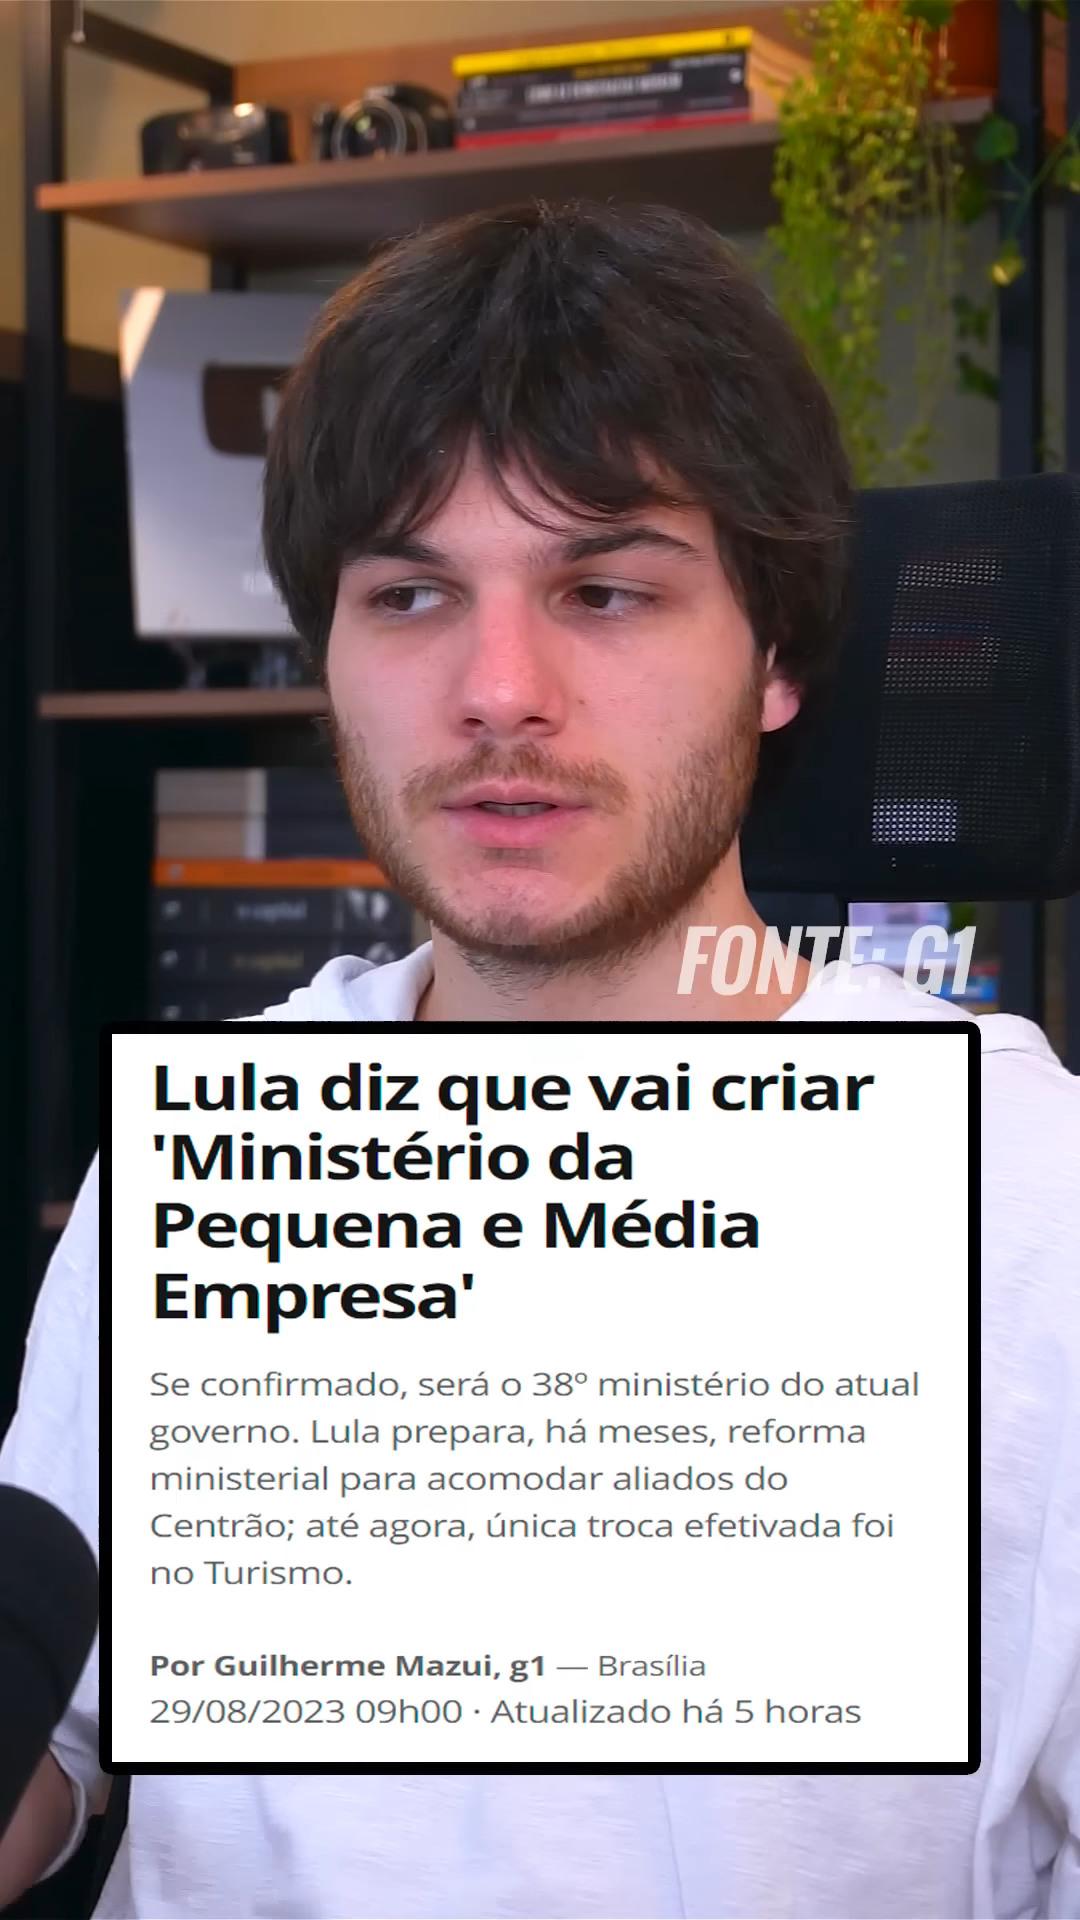 FONTE: G1
Lula diz que vai criar
'Ministério da
Pequena e Média
Empresa'
Se confirmado, será o 38º ministério do atual
governo. Lula prepara, há meses, reforma
ministerial para acomodar aliados do
Centrão; até agora, única troca efetivada foi
no Turismo.
Por Guilherme Mazui, g1 — Brasília
29/08/2023 09h00 · Atualizado há 5 horas